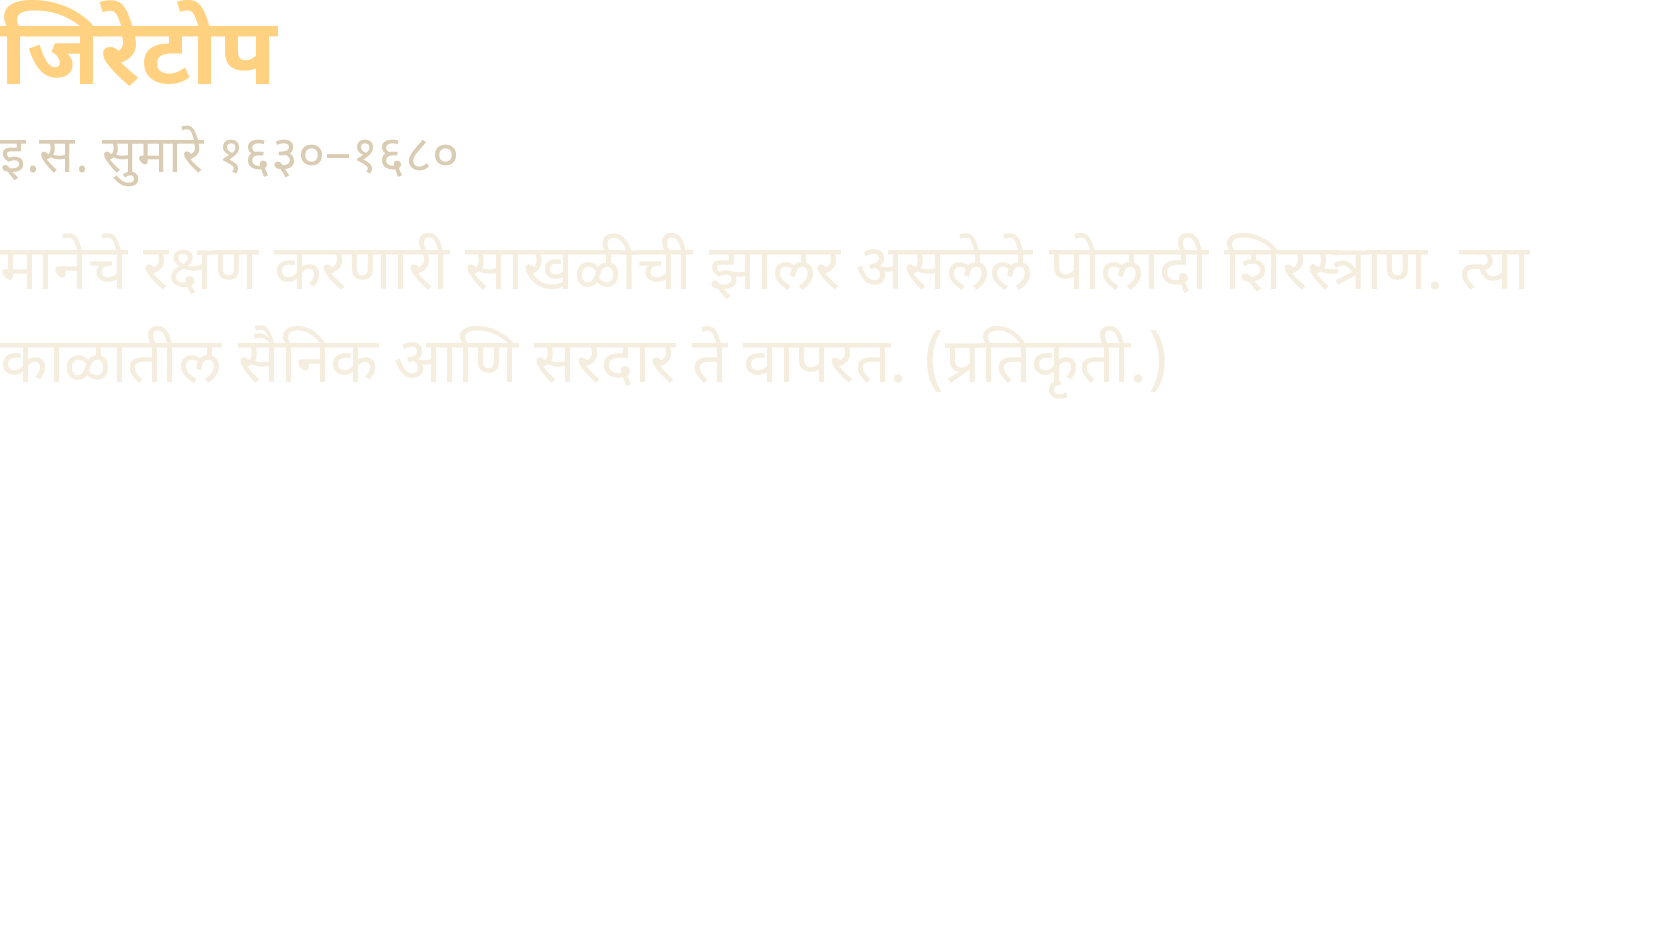 जिरेटोप
इ.स. सुमारे १६३०–१६८०
मानेचे रक्षण करणारी साखळीची झालर असलेले पोलादी शिरस्त्राण. त्या
काळातील सैनिक आणि सरदार ते वापरत. (प्रतिकृती.)